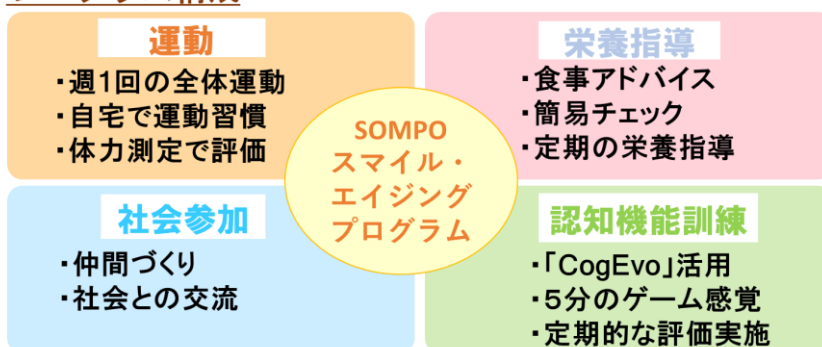 運動
・週1回の全体運動
・自宅で運動習慣
・体力測定で評価
栄養指導
・食事アドバイス
・簡易チェック
・定期の栄養指導
SOMPO
スマイル・
エイジング
プログラム
社会参加
・仲間づくり
・社会との交流
認知機能訓練
・「CogEvo」活用
・5分のゲーム感覚
・定期的な評価実施